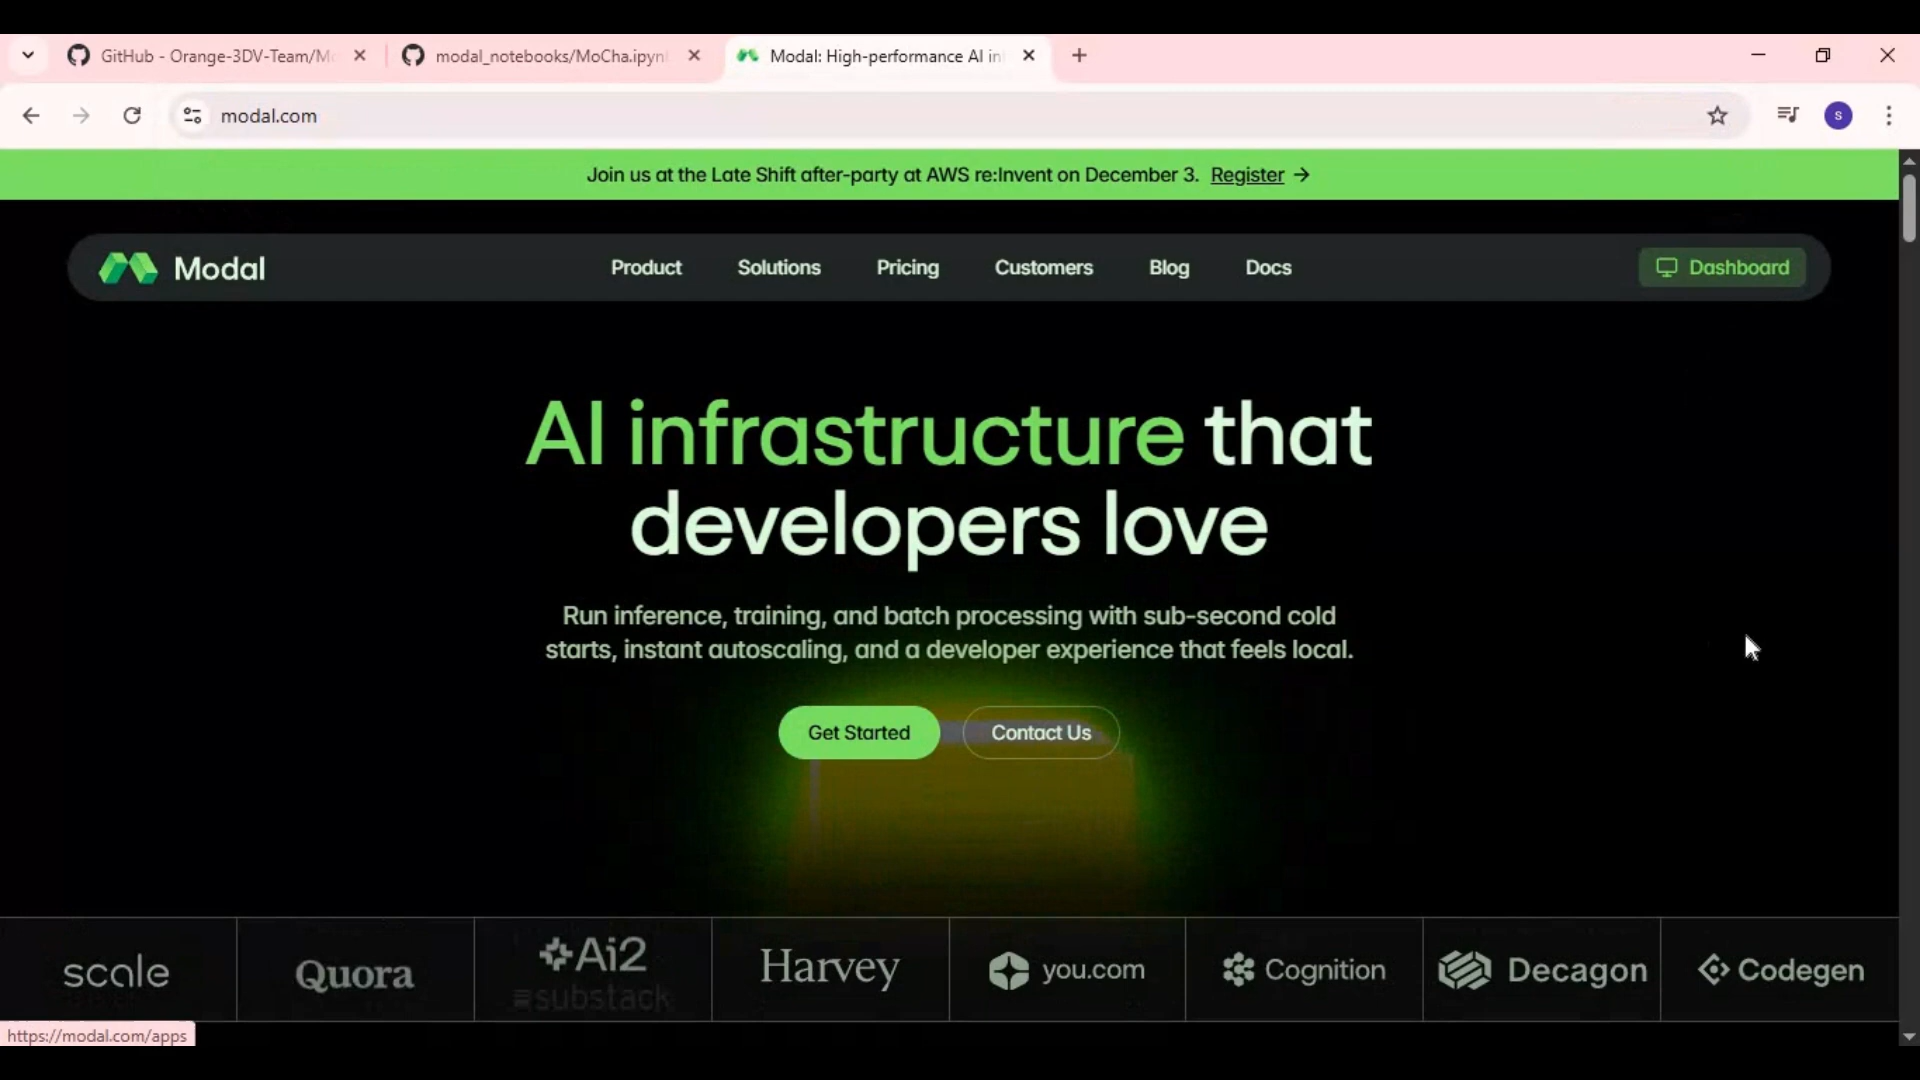 GitHub - Orange-3DV-Team/Mo
modal_notebooks/MoCha.ipynb
Modal: High-performance AI in
modal.com
S
Join us at the Late Shift after-party at AWS re:Invent on December 3. Register →
Modal
Product
Solutions
Pricing
Customers
Blog
Docs
Dashboard
AI infrastructure that
developers love
Run inference, training, and batch processing with sub-second cold
starts, instant autoscaling, and a developer experience that feels local.
Get Started
Contact Us
scale
Quora
Ai2
substack
Harvey
you.com
Cognition
Decagon
Codegen
https://modal.com/apps